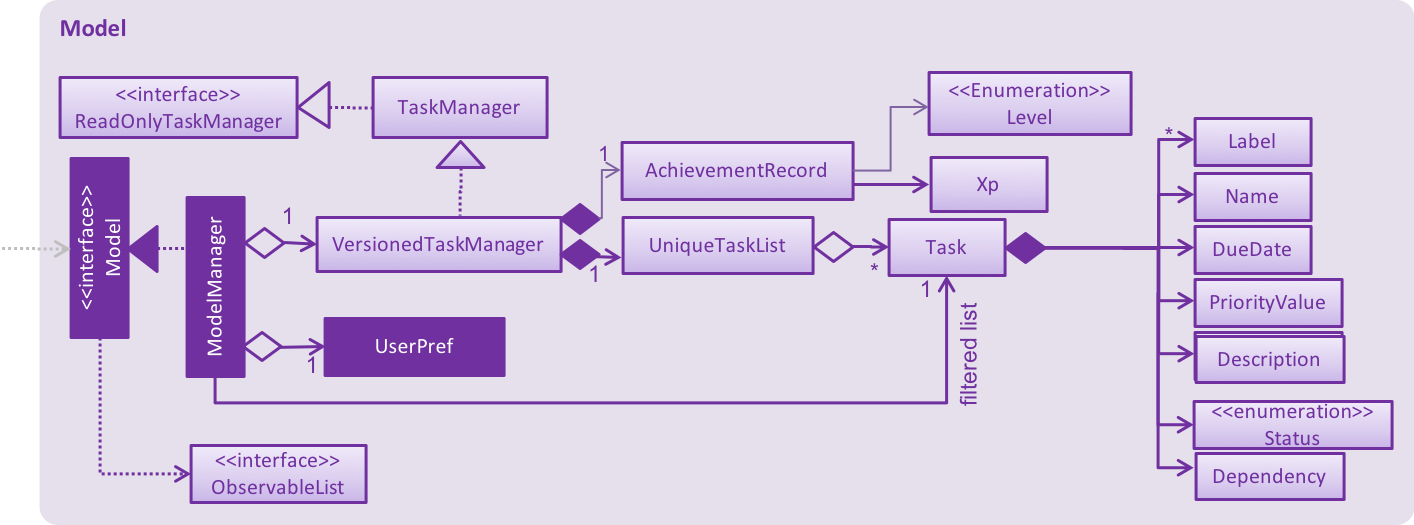 Model
<<interface>>
ReadOnlyTaskManager
TaskManager
<<Enumeration>>
Level
AchievementRecord
1
Xp
<<interface>>
Model
ModelManager
1
VersionedTaskManager
1
UniqueTaskList
*
Task
1
filtered list
1
UserPref
<<interface>>
ObservableList
*
Label
Name
DueDate
PriorityValue
Description
<<enumeration>>
Status
Dependency